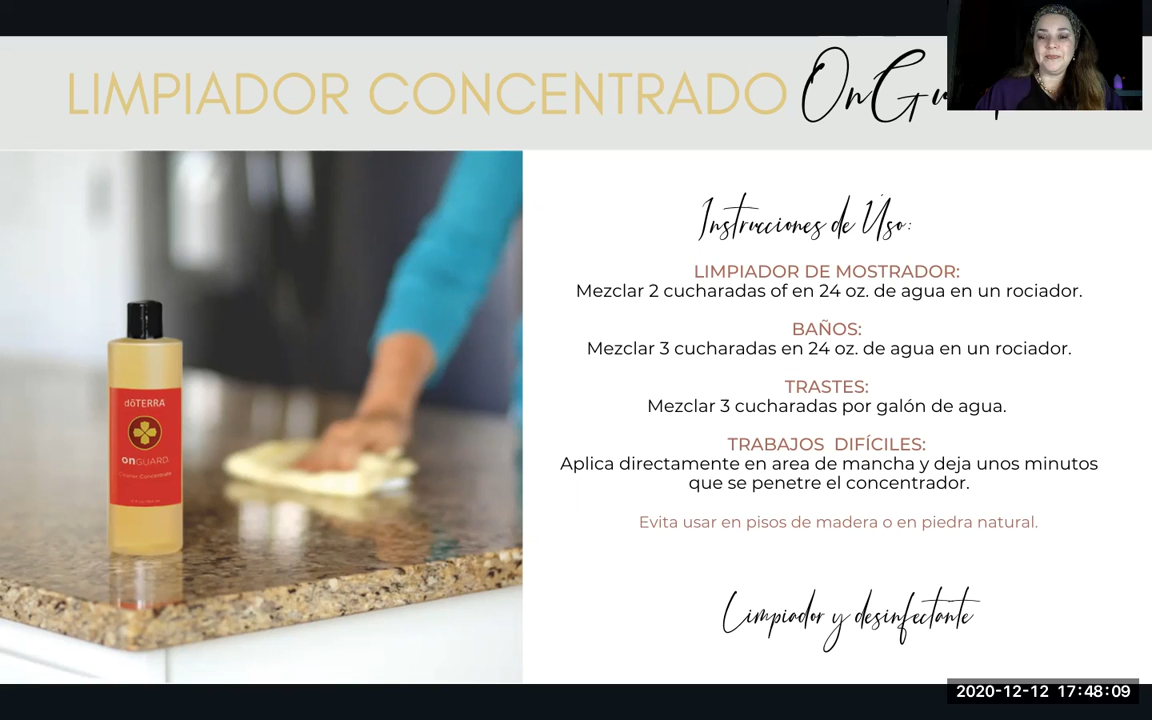 LIMPIADOR CONCENTRADO
Instrucciones de Uso:
LIMPIADOR DE MOSTRADOR:
Mezclar 2 cucharadas of en 24 oz. de agua en un rociador.
BAÑOS:
Mezclar 3 cucharadas en 24 oz. de agua en un rociador.
TRASTES:
Mezclar 3 cucharadas por galón de agua.
TRABAJOS DIFÍCILES:
Aplica directamente en area de mancha y deja unos minutos
que se penetre el concentrador.
Evita usar en pisos de madera o en piedra natural.
Limpiador y desinfectante
dōTERRA
onGUARD
Cleaner Concentrate
2020-12-12 17:48:09